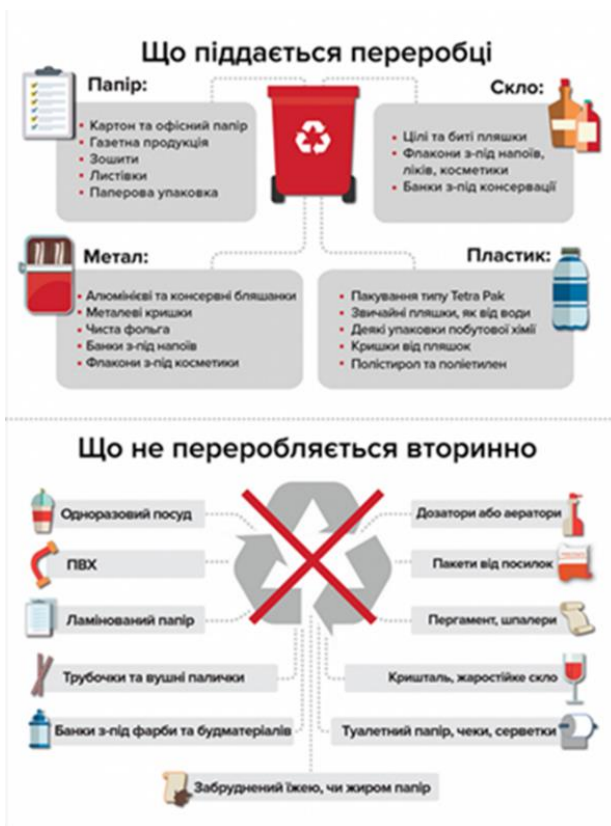 Що піддається переробці
Папір:
Картон та офісний папір
Газетна продукція
Зошити
Листівки
Паперова упаковка
Скло:
Цілі та биті пляшки
Флакони з-під напоїв,
ліків, косметики
Банки з-під консервації
Метал:
Алюмінієві та консервні бляшанки
Металеві кришки
Чиста фольга
Банки з-під напоїв
Флакони з-під косметики
Пластик:
Пакування типу Tetra Pak
Звичайні пляшки, як від води
Деякі упаковки побутової хімії
Кришки від пляшок
Полістирол та поліетилен
Що не переробляється вторинно
Одноразовий посуд
ПВХ
Ламінований папір
Трубочки та вушні палички
Банки з-під фарби та будматеріалів
Дозатори або аератори
Пакети від посилок
Пергамент, шпалери
Кришталь, жаростійке скло
Туалетний папір, чеки, серветки
Забруднений їжею, чи жиром папір